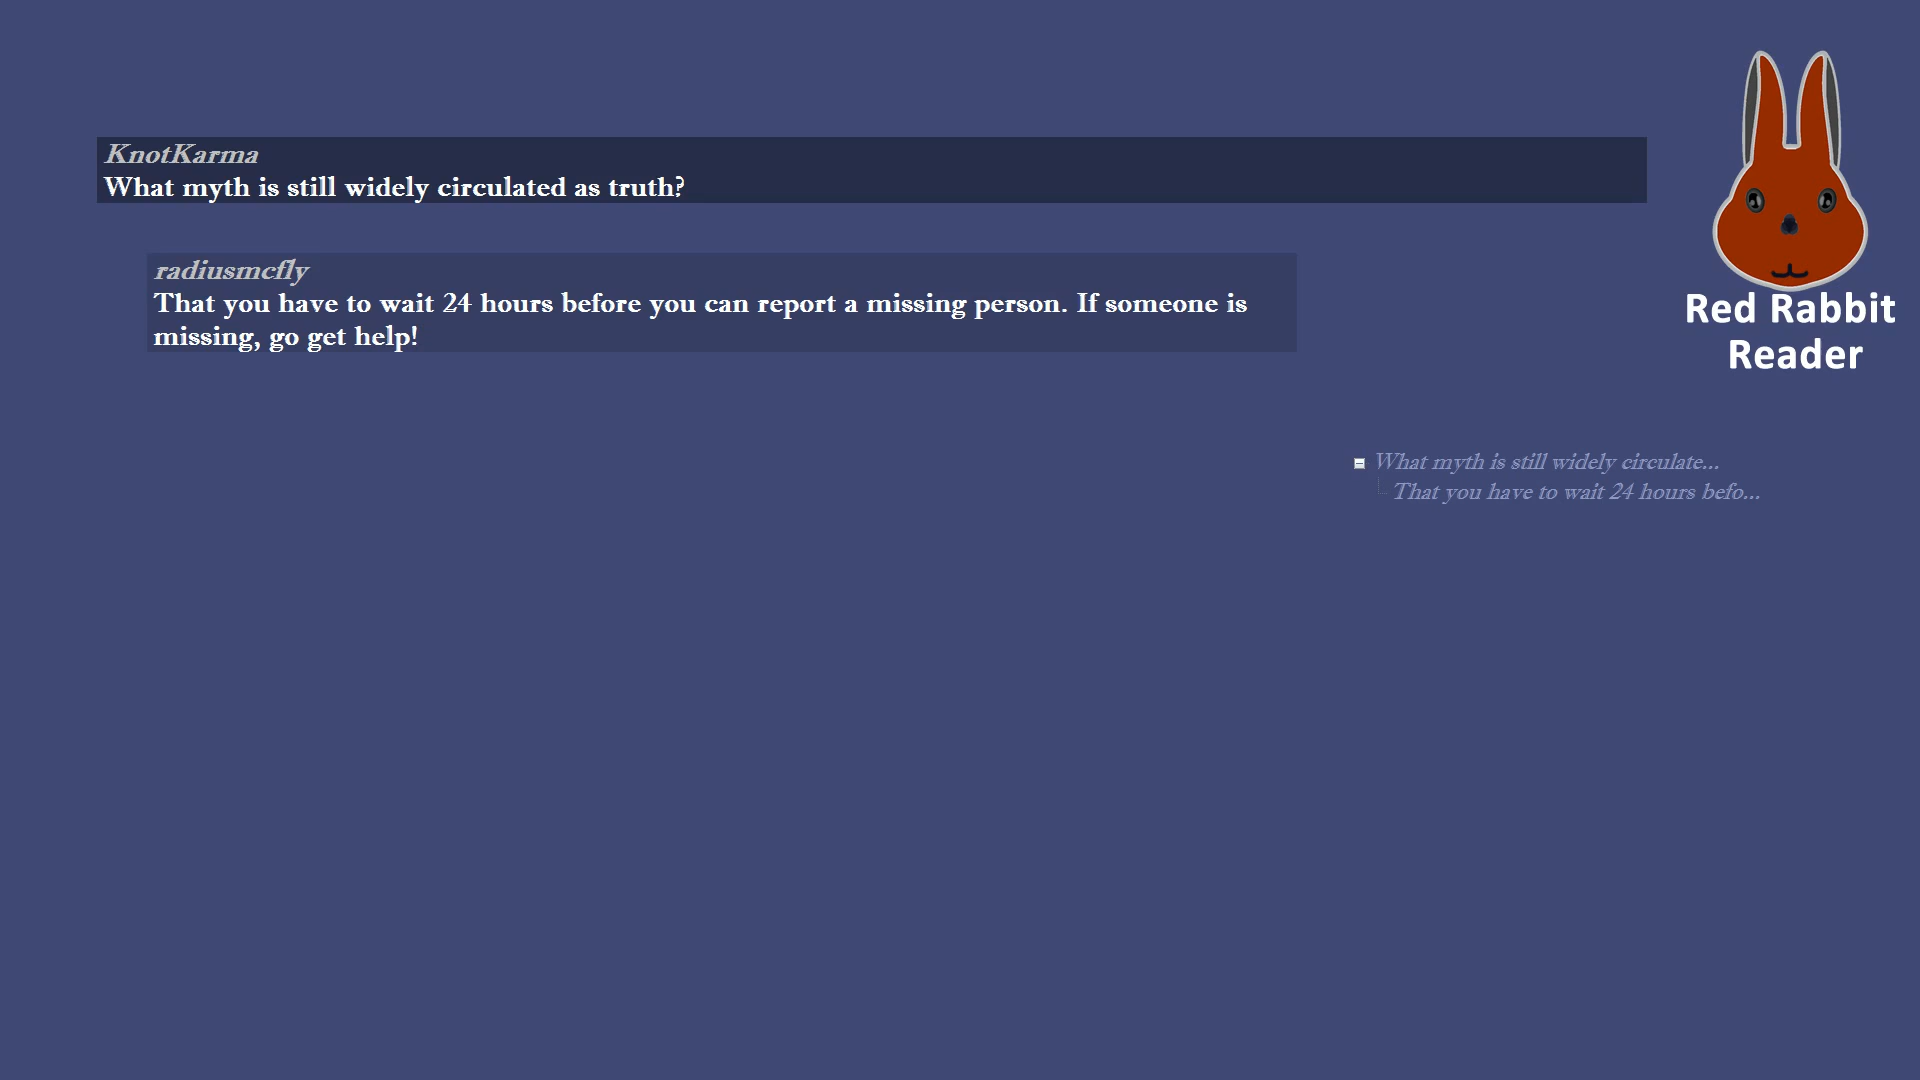 KnotKarma
What myth is still widely circulated as truth?
radiusmcfly
That you have to wait 24 hours before you can report a missing person. If someone is
missing, go get help!
Red Rabbit
Reader
What myth is still widely circulate...
That you have to wait 24 hours befo...